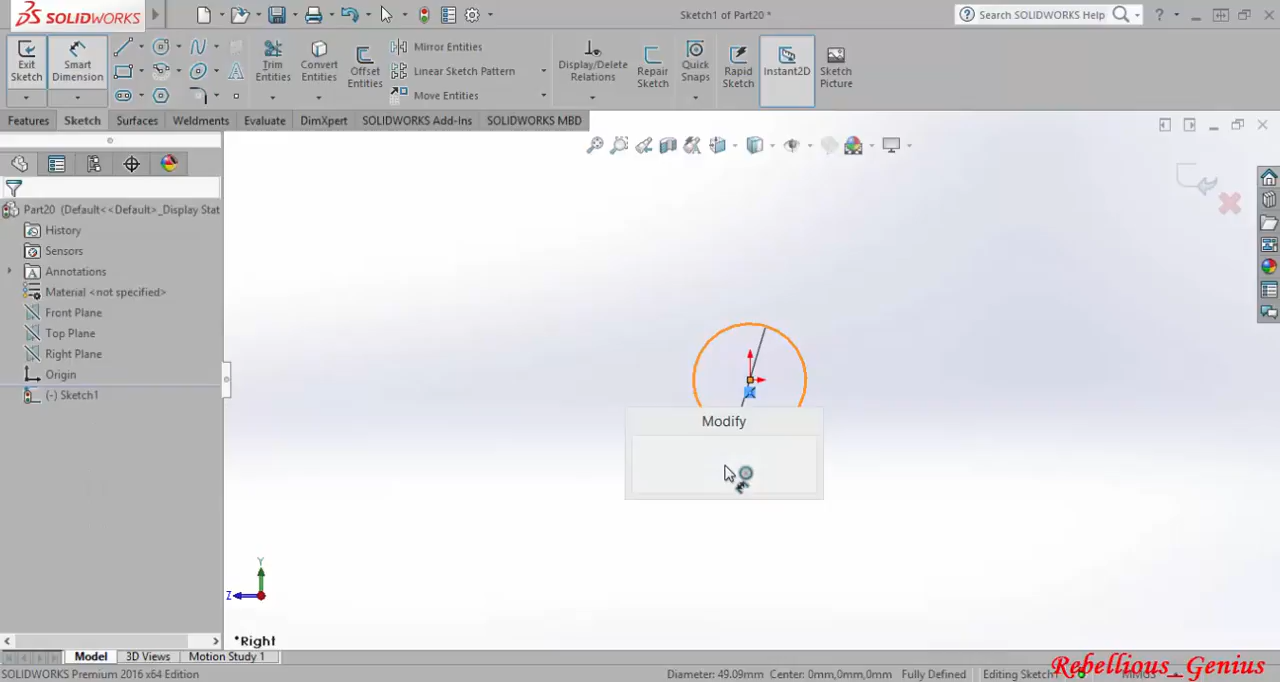 SOLIDWORKS
Sketch1 of Part20 *
Search SOLIDWORKS Help
?
Exit Sketch
Smart Dimension
Trim Entities
Convert Entities
Offset Entities
Mirror Entities
Linear Sketch Pattern
Move Entities
Display/Delete Relations
Repair Sketch
Quick Snaps
Rapid Sketch
Instant2D
Sketch Picture
Features
Sketch
Surfaces
Weldments
Evaluate
DimXpert
SOLIDWORKS Add-Ins
SOLIDWORKS MBD
Part20 (Default<<Default>_Display Stat
History
Sensors
Annotations
Material <not specified>
Front Plane
Top Plane
Right Plane
Origin
(-) Sketch1
Modify
Y
Z
*Right
Model
3D Views
Motion Study 1
SOLIDWORKS Premium 2016 x64 Edition
Diameter: 49.09mm
Center: 0mm,0mm,0mm
Fully Defined
Editing Sketch1
Rebellious_Genius